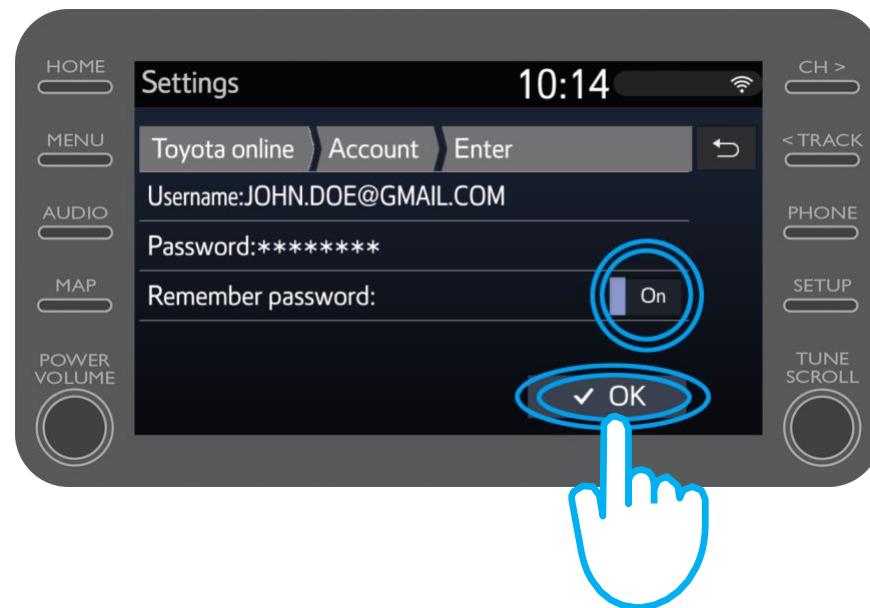 HOME
MENU
AUDIO
MAP
POWER
VOLUME
Settings 10:14
Toyota online Account Enter
Username:JOHN.DOE@GMAIL.COM
Password:********
Remember password: On
✓ OK
CH >
< TRACK
PHONE
SETUP
TUNE
SCROLL